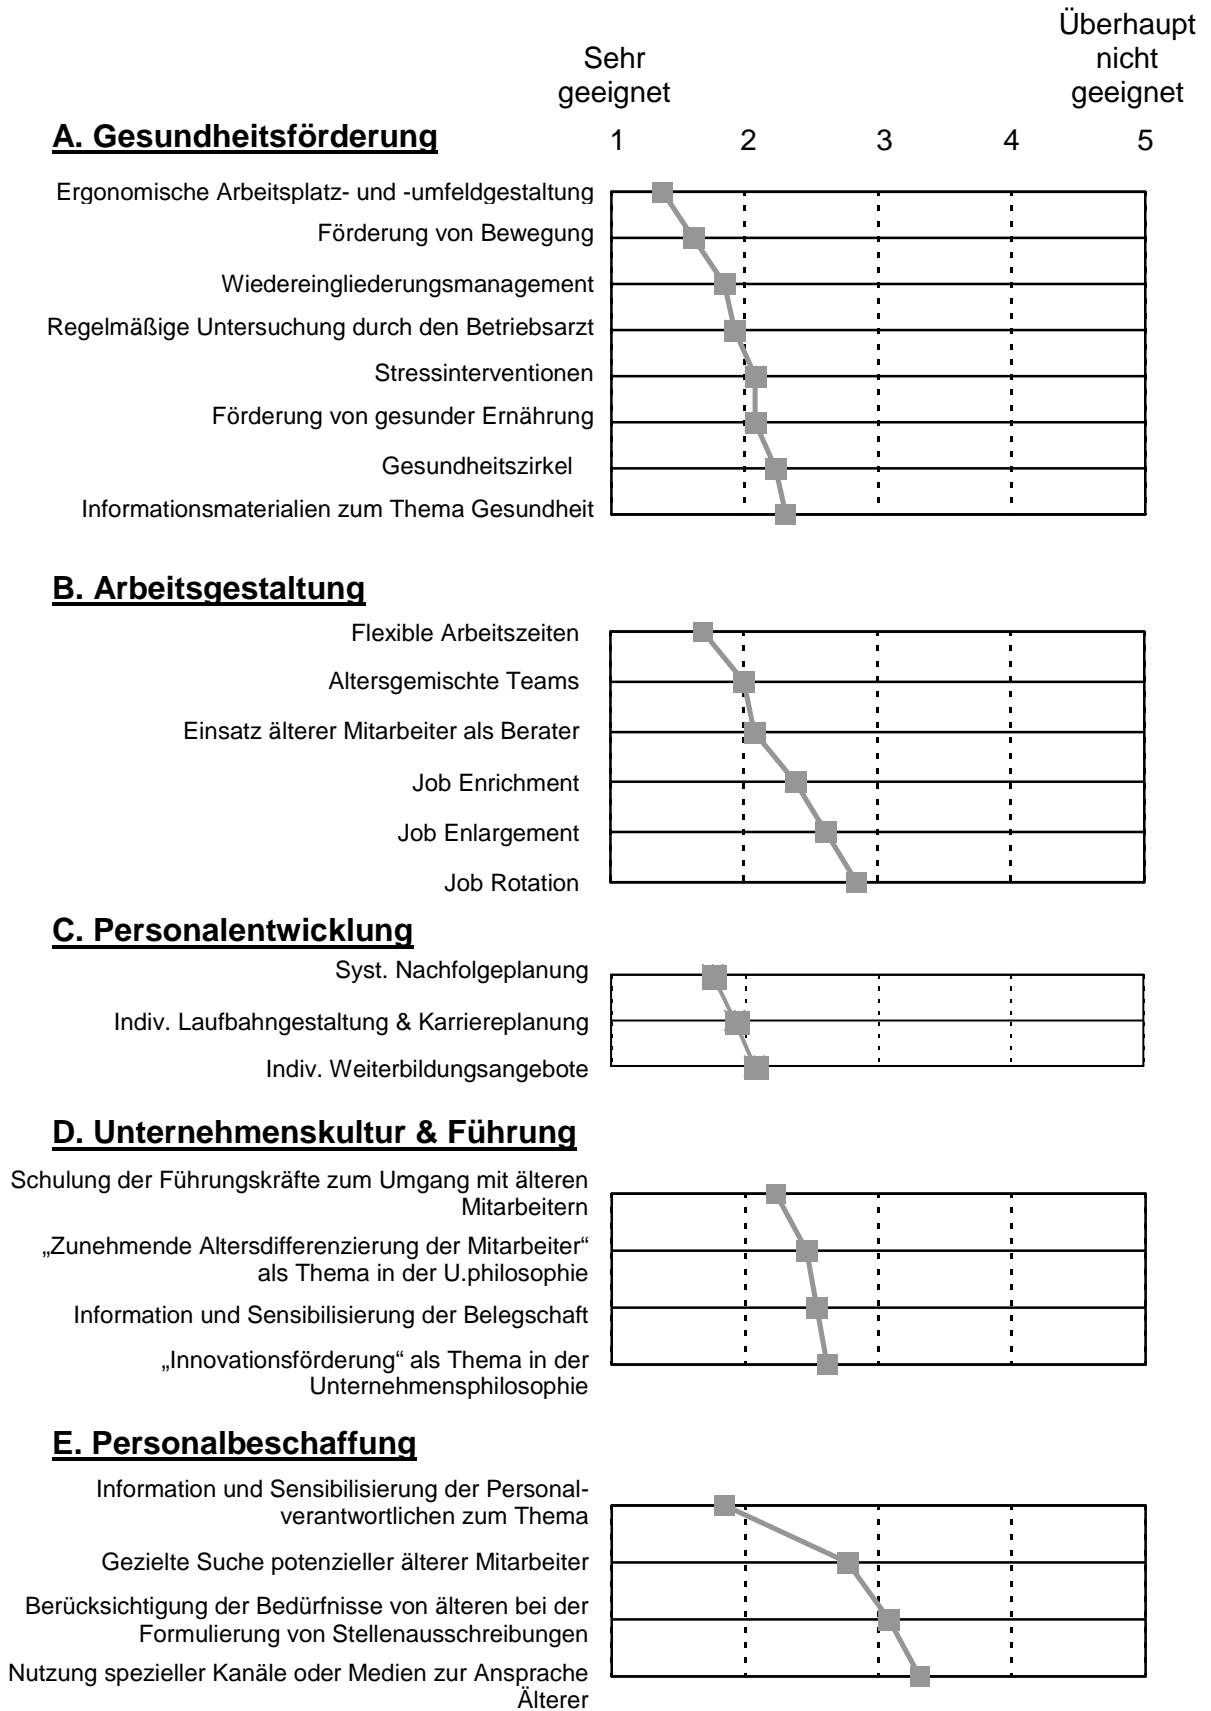 Sehr
geeignet
Überhaupt
nicht
geeignet
A. Gesundheitsförderung
1 2 3 4 5
Ergonomische Arbeitsplatz- und -umfeldgestaltung
Förderung von Bewegung
Wiedereingliederungsmanagement
Regelmäßige Untersuchung durch den Betriebsarzt
Stressinterventionen
Förderung von gesunder Ernährung
Gesundheitszirkel
Informationsmaterialien zum Thema Gesundheit
B. Arbeitsgestaltung
Flexible Arbeitszeiten
Altersgemischte Teams
Einsatz älterer Mitarbeiter als Berater
Job Enrichment
Job Enlargement
Job Rotation
C. Personalentwicklung
Syst. Nachfolgeplanung
Indiv. Laufbahngestaltung & Karriereplanung
Indiv. Weiterbildungsangebote
D. Unternehmenskultur & Führung
Schulung der Führungskräfte zum Umgang mit älteren
Mitarbeitern
„Zunehmende Altersdifferenzierung der Mitarbeiter“
als Thema in der U.philosophie
Information und Sensibilisierung der Belegschaft
„Innovationsförderung“ als Thema in der
Unternehmensphilosophie
E. Personalbeschaffung
Information und Sensibilisierung der Personal-
verantwortlichen zum Thema
Gezielte Suche potenzieller älterer Mitarbeiter
Berücksichtigung der Bedürfnisse von älteren bei der
Formulierung von Stellenausschreibungen
Nutzung spezieller Kanäle oder Medien zur Ansprache
Älterer